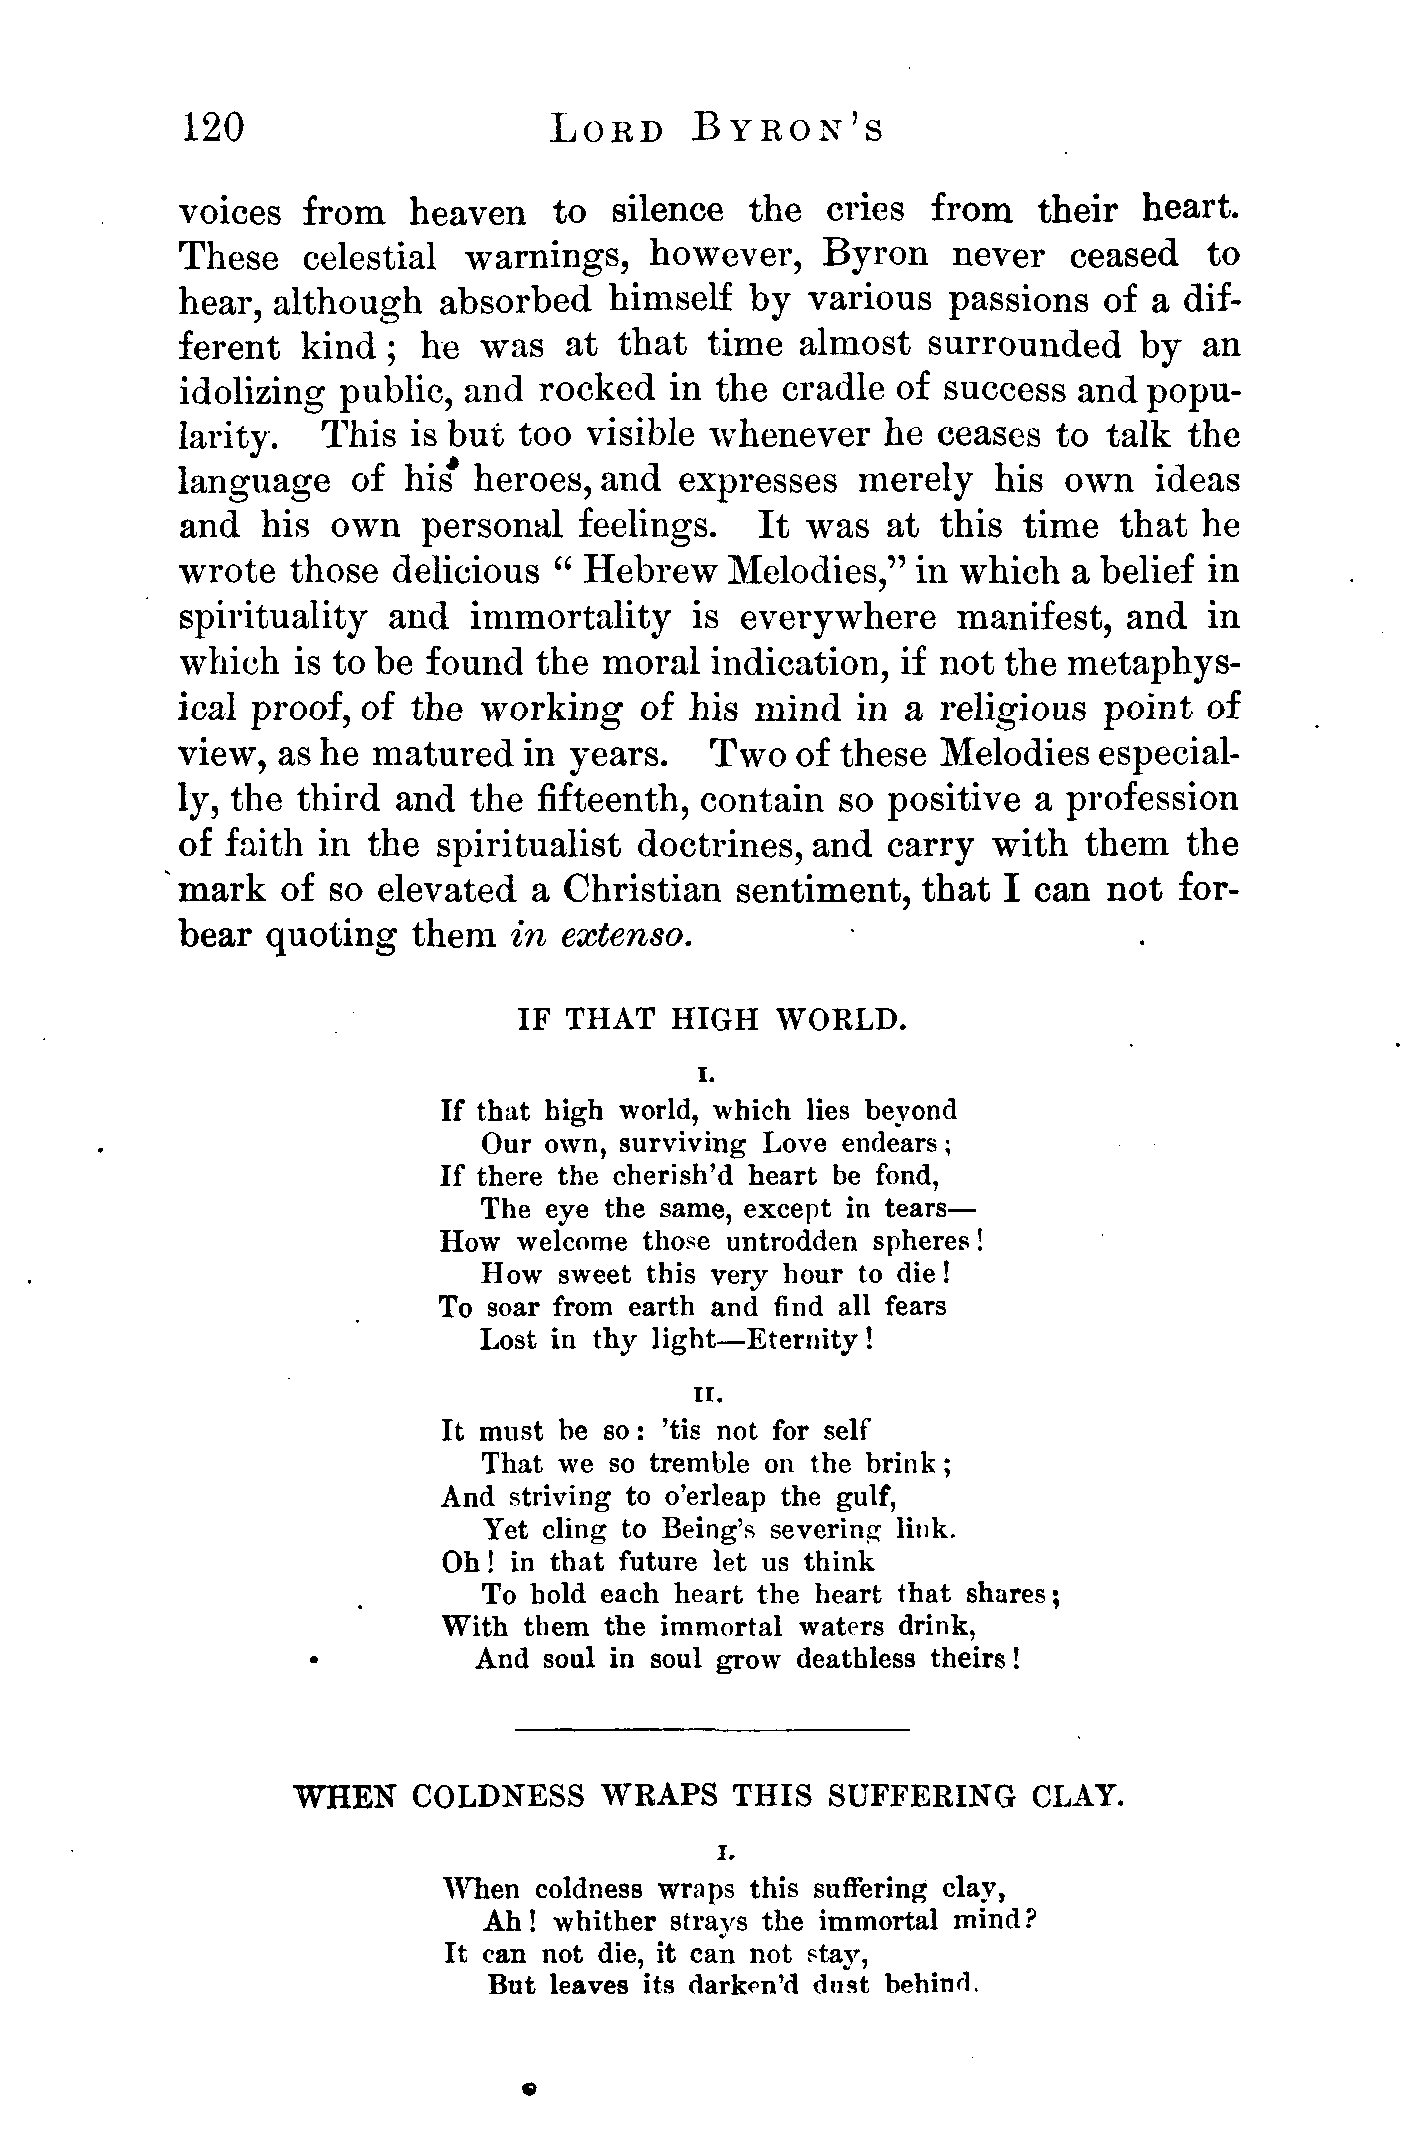 120 LORD BYRON'S
voices from heaven to silence the cries from their heart.
These celestial warnings, however, Byron never ceased to
hear, although absorbed himself by various passions of a dif-
ferent kind; he was at that time almost surrounded by an
idolizing public, and rocked in the cradle of success and popu-
larity. This is but too visible whenever he ceases to talk the
language of his heroes, and expresses merely his own ideas
and his own personal feelings. It was at this time that he
wrote those delicious “Hebrew Melodies,” in which a belief in
spirituality and immortality is everywhere manifest, and in
which is to be found the moral indication, if not the metaphys-
ical proof, of the working of his mind in a religious point of
view, as he matured in years. Two of these Melodies especial-
ly, the third and the fifteenth, contain so positive a profession
of faith in the spiritualist doctrines, and carry with them the
mark of so elevated a Christian sentiment, that I can not for-
bear quoting them in extenso.
IF THAT HIGH WORLD.
I.
If that high world, which lies beyond
Our own, surviving Love endears;
If there the cherish'd heart be fond,
The eye the same, except in tears—
How welcome those untrodden spheres!
How sweet this very hour to die!
To soar from earth and find all fears
Lost in thy light—Eternity!
II.
It must be so: 'tis not for self
That we so tremble on the brink;
And striving to o'erleap the gulf,
Yet cling to Being's severing link.
Oh! in that future let us think
To hold each heart the heart that shares;
With them the immortal waters drink,
And soul in soul grow deathless theirs!
WHEN COLDNESS WRAPS THIS SUFFERING CLAY.
I.
When coldness wraps this suffering clay,
Ah! whither strays the immortal mind?
It can not die, it can not stay,
But leaves its darken'd dust behind.